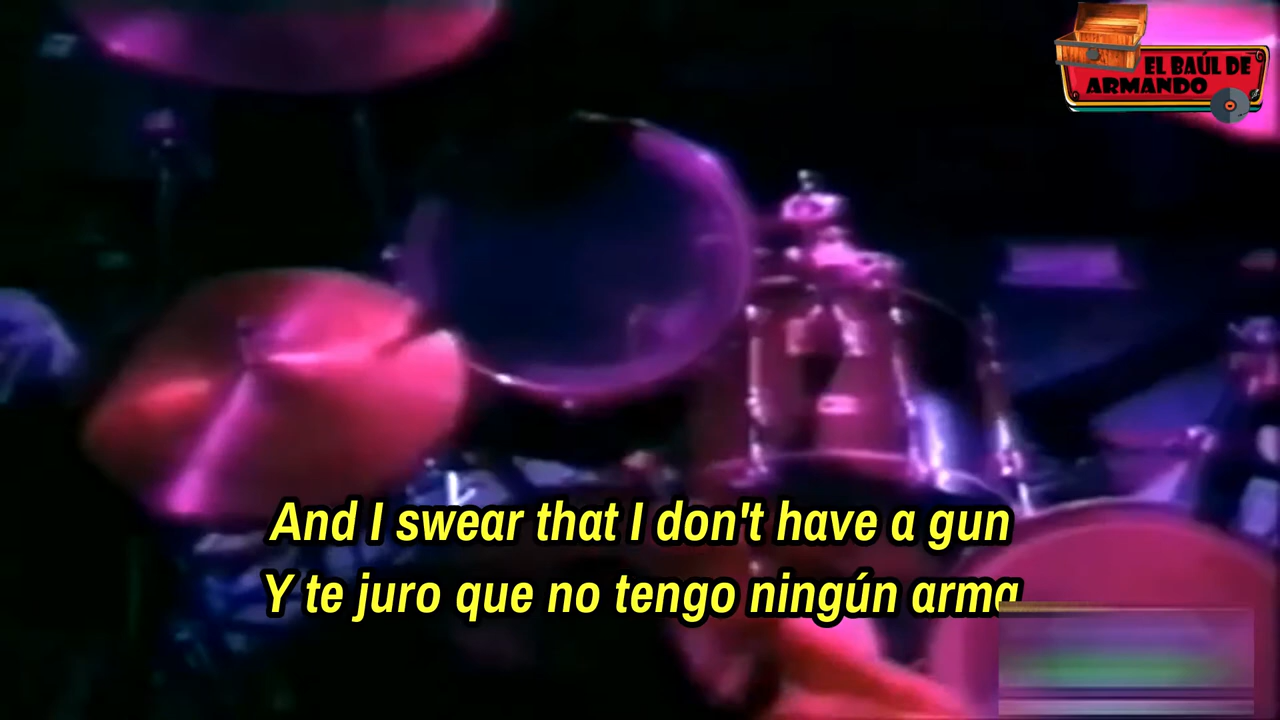 EL BAÚL DE
ARMANDO
And I swear that I don't have a gun
Y te juro que no tengo ningún arma